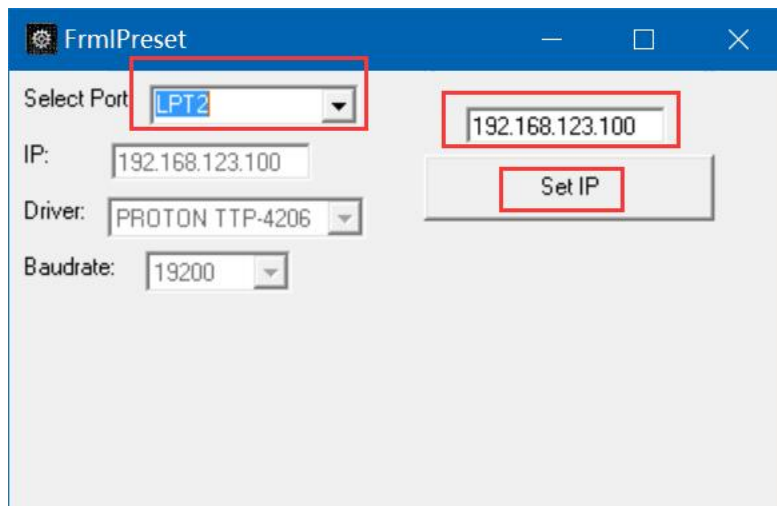 FrmIPreset
Select Port
LPT2
192.168.123.100
IP:
192.168.123.100
Set IP
Driver:
PROTON TTP-4206
Baudrate:
19200